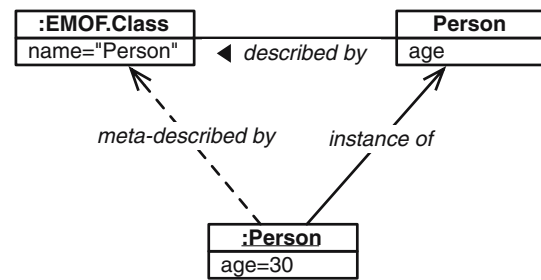 :EMOF.Class
name="Person"
◀ described by
Person
age
meta-described by
instance of
:Person
age=30